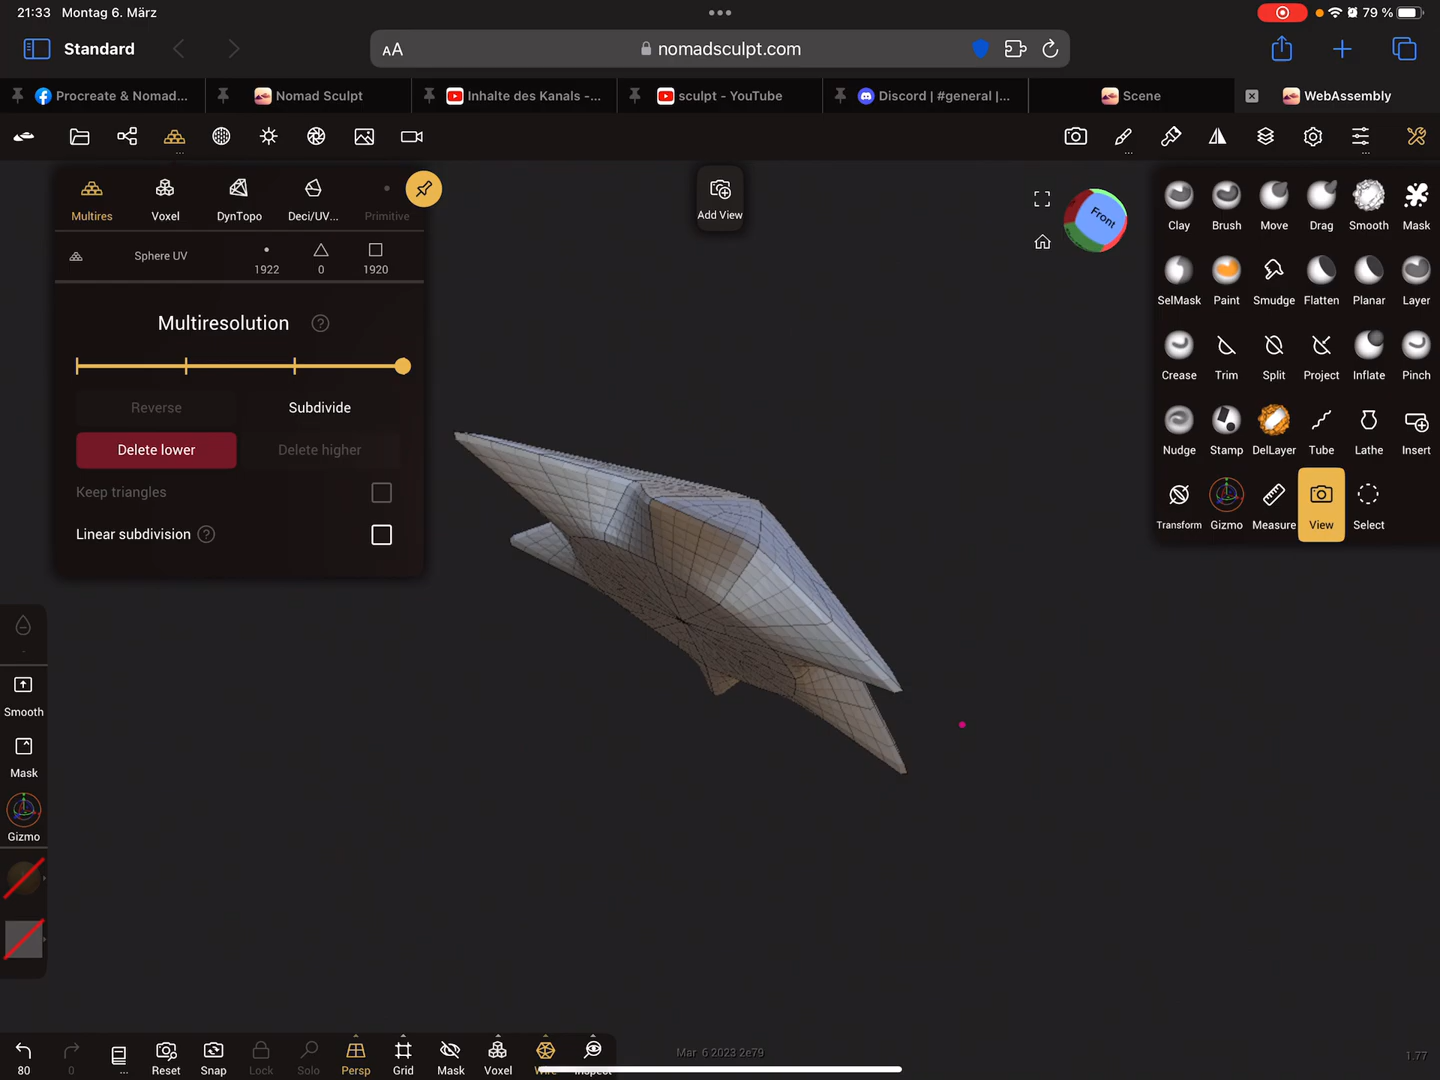 21:33 Montag 6. März
79 %
Standard
AA
nomadsculpt.com
Procreate & Nomad...
Nomad Sculpt
Inhalte des Kanals -...
sculpt - YouTube
Discord | #general |...
Scene
WebAssembly
Multires
Voxel
DynTopo
Deci/UV...
Primitive
Sphere UV
1922
0
1920
Multiresolution ?
Reverse
Subdivide
Delete lower
Delete higher
Keep triangles
Linear subdivision ?
Add View
Front
Clay
Brush
Move
Drag
Smooth
Mask
SelMask
Paint
Smudge
Flatten
Planar
Layer
Crease
Trim
Split
Project
Inflate
Pinch
Nudge
Stamp
DelLayer
Tube
Lathe
Insert
Transform
Gizmo
Measure
View
Select
Smooth
Mask
Gizmo
80
0
...
Reset
Snap
Lock
Solo
Persp
Grid
Mask
Voxel
Wire
Inspect
Mar 6 2023 2e79
1.77